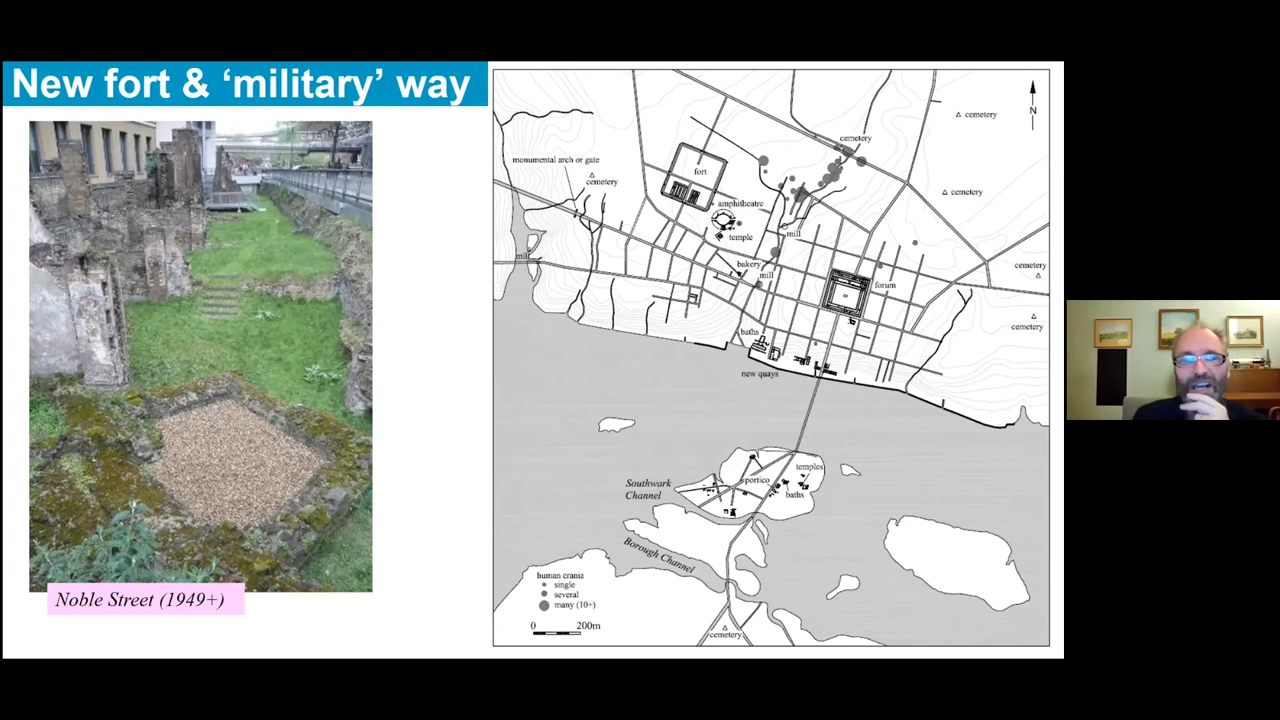 New fort & ‘military’ way
Noble Street (1949+)
N
cemetery
cemetery
monumental arch or gate
cemetery
fort
cemetery
amphitheatre
temple
mill
mill
bakery
mill
forum
cemetery
cemetery
baths
new quays
temples
Southwark
Channel
portico
baths
Borough Channel
human crania
single
several
many (10+)
0 200m
cemetery